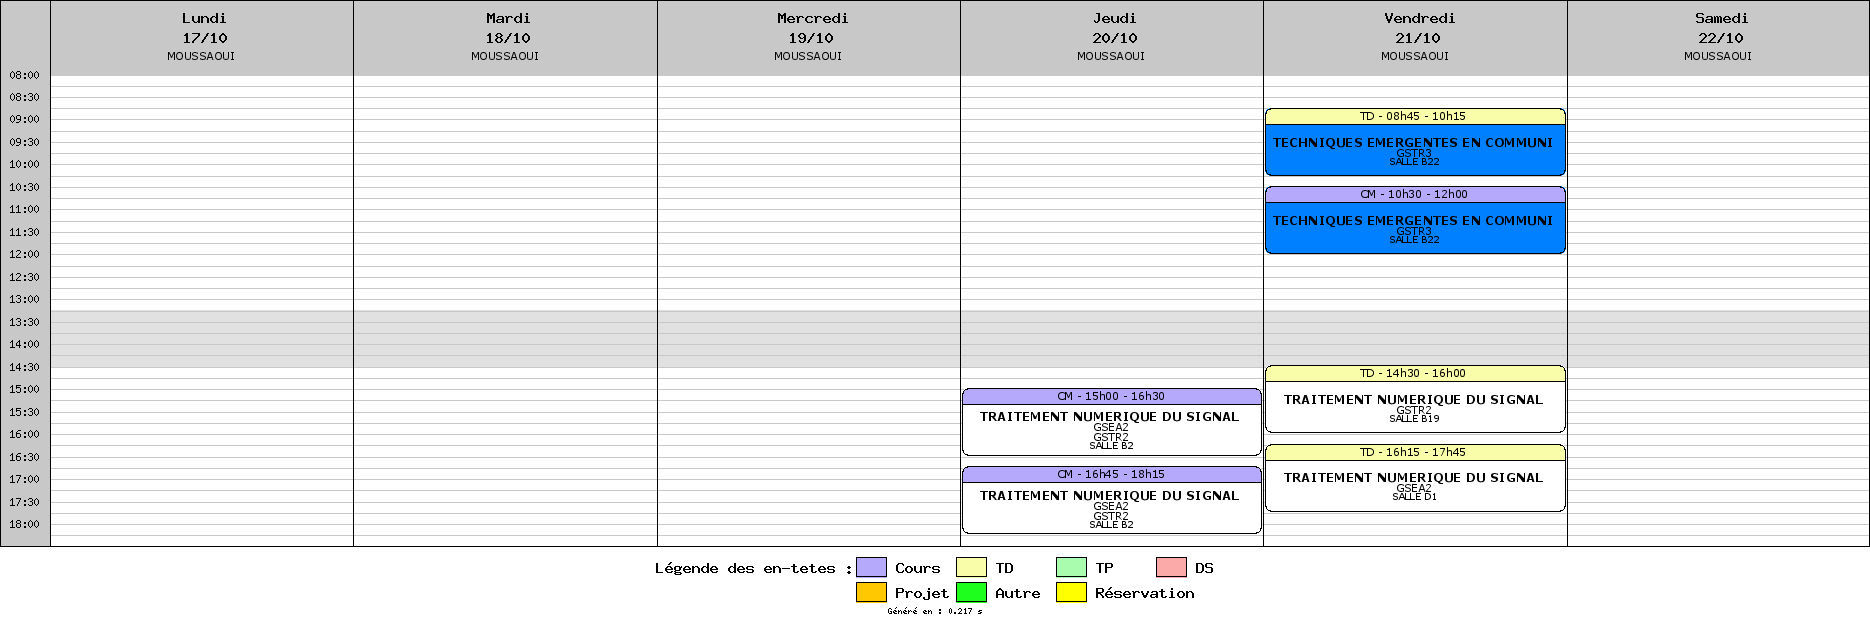 Lundi
17/10
MOUSSAOUI
Mardi
18/10
MOUSSAOUI
Mercredi
19/10
MOUSSAOUI
Jeudi
20/10
MOUSSAOUI
Vendredi
21/10
MOUSSAOUI
Samedi
22/10
MOUSSAOUI
08:00
08:30
09:00
09:30
10:00
10:30
11:00
11:30
12:00
12:30
13:00
13:30
14:00
14:30
15:00
15:30
16:00
16:30
17:00
17:30
18:00
CM - 15h00 - 16h30
TRAITEMENT NUMERIQUE DU SIGNAL
GSEA2
GSTR2
SALLE B2
CM - 16h45 - 18h15
TRAITEMENT NUMERIQUE DU SIGNAL
GSEA2
GSTR2
SALLE B2
TD - 08h45 - 10h15
TECHNIQUES EMERGENTES EN COMMUNI
GSTR3
SALLE B22
CM - 10h30 - 12h00
TECHNIQUES EMERGENTES EN COMMUNI
GSTR3
SALLE B22
TD - 14h30 - 16h00
TRAITEMENT NUMERIQUE DU SIGNAL
GSTR2
SALLE B19
TD - 16h15 - 17h45
TRAITEMENT NUMERIQUE DU SIGNAL
GSEA2
SALLE D1
Légende des en-tetes : Cours TD TP DS
Projet Autre Réservation
Généré en : 0.217 s